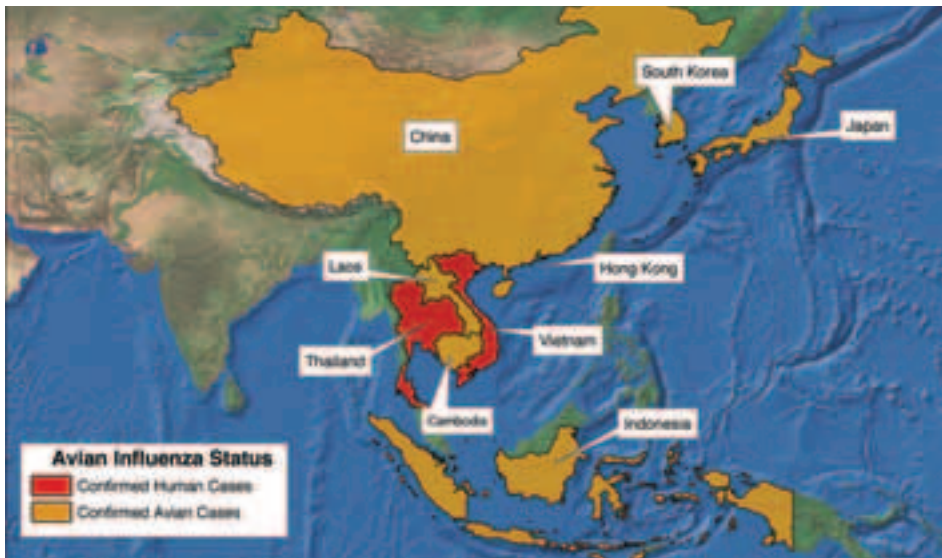 South Korea
China
Japan
Laos
Hong Kong
Vietnam
Thailand
Cambodia
Indonesia
Avian Influenza Status
Confirmed Human Cases
Confirmed Avian Cases